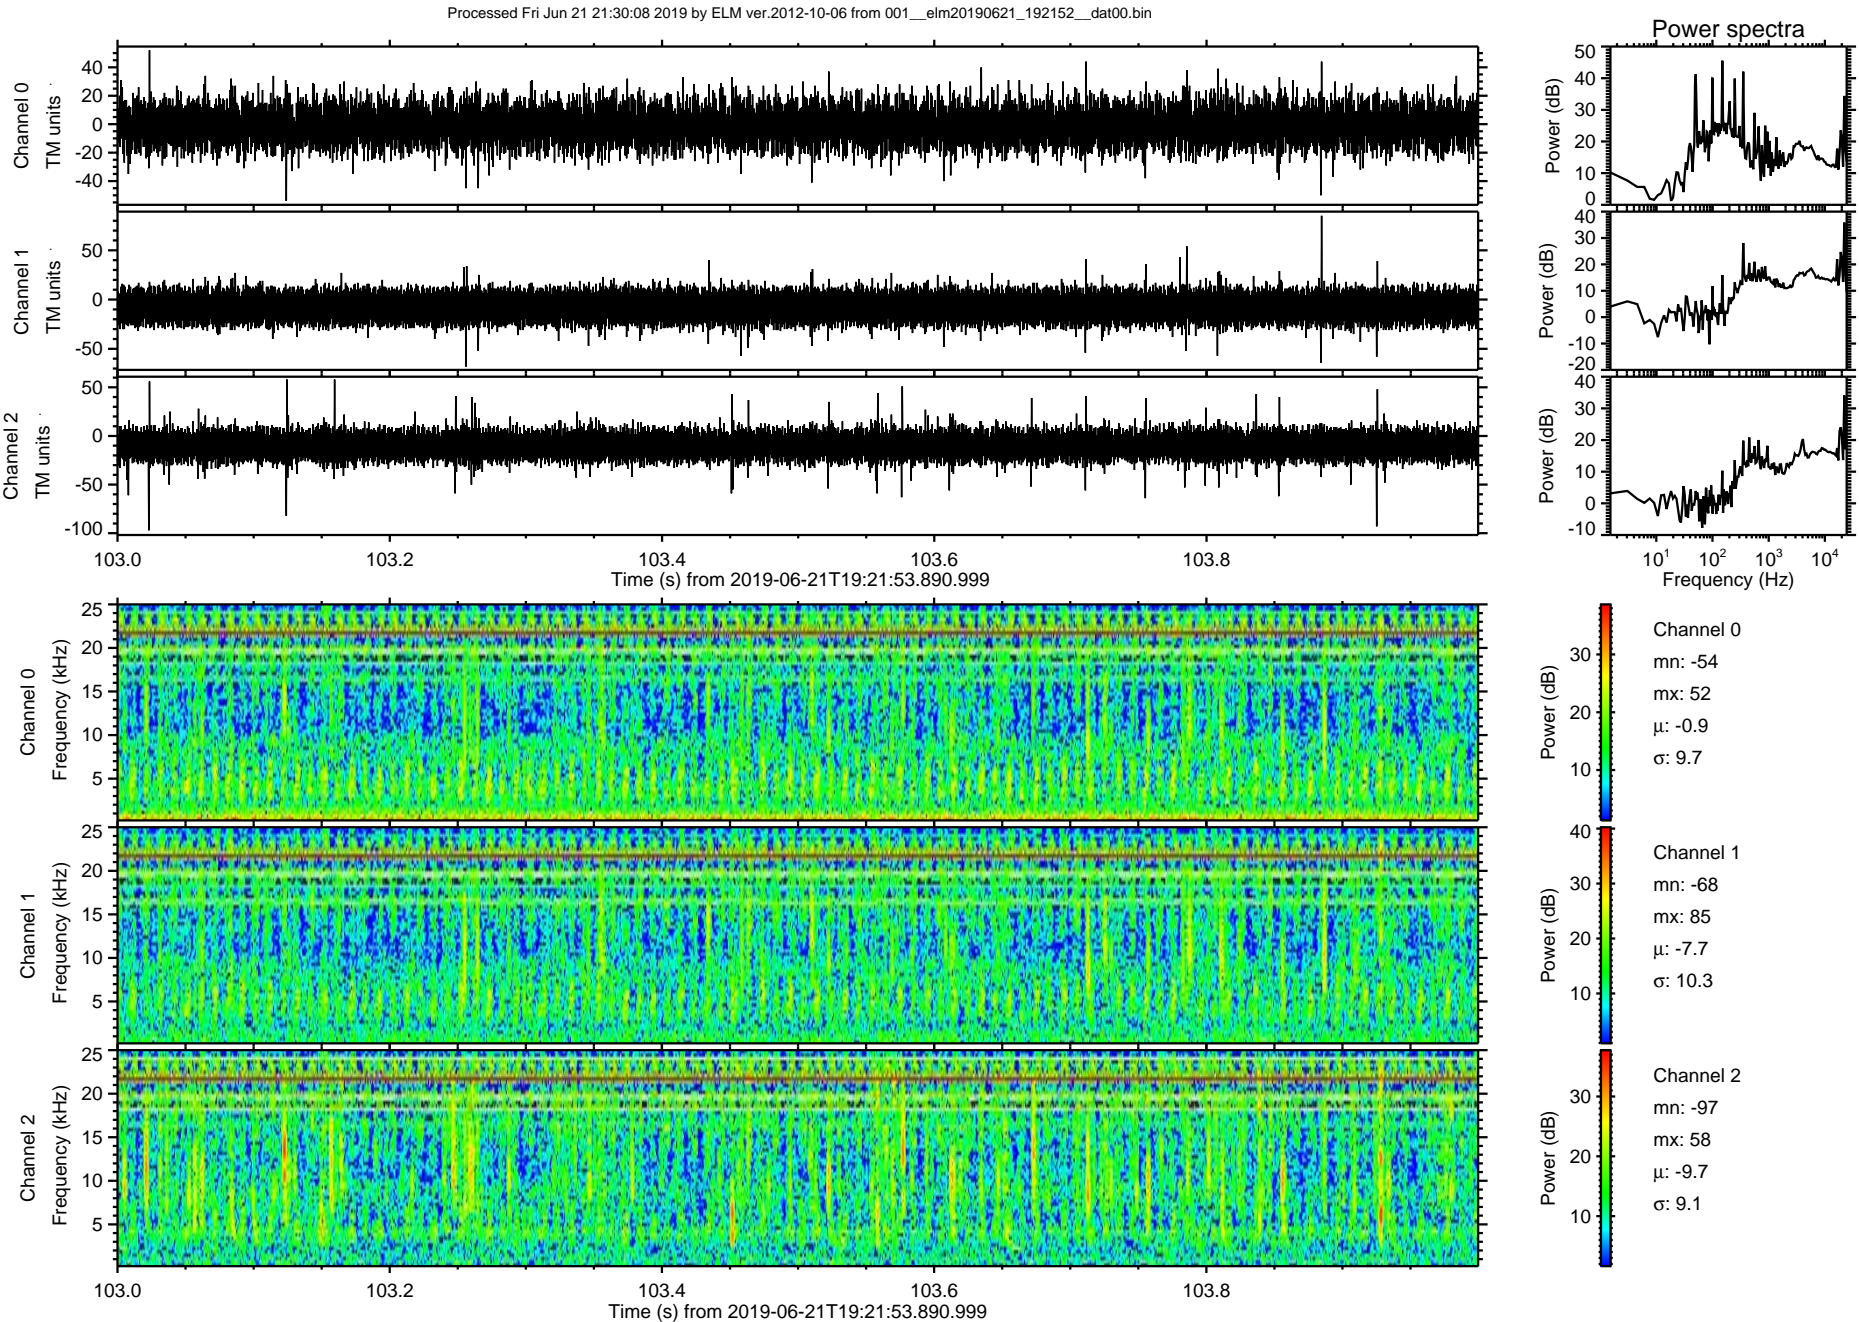 Processed Fri Jun 21 21:30:08 2019 by ELM ver.2012-10-06 from 001__elm20190621_192152__dat00.bin
Power spectra
Channel 0
TM units
40
20
0
-20
-40
Power (dB)
50
40
30
20
10
0
Channel 1
TM units
50
0
-50
Power (dB)
40
30
20
10
0
-10
-20
Channel 2
TM units
50
0
-50
-100
Power (dB)
40
30
20
10
0
-10
103.0 103.2 103.4 103.6 103.8
Time (s) from 2019-06-21T19:21:53.890.999
10^1 10^2 10^3 10^4
Frequency (Hz)
Channel 0
Frequency (kHz)
25
20
15
10
5
Power (dB)
30
20
10
Channel 0
mn: -54
mx: 52
μ: -0.9
σ: 9.7
Channel 1
Frequency (kHz)
25
20
15
10
5
Power (dB)
40
30
20
10
Channel 1
mn: -68
mx: 85
μ: -7.7
σ: 10.3
Channel 2
Frequency (kHz)
25
20
15
10
5
Power (dB)
30
20
10
Channel 2
mn: -97
mx: 58
μ: -9.7
σ: 9.1
103.0 103.2 103.4 103.6 103.8
Time (s) from 2019-06-21T19:21:53.890.999